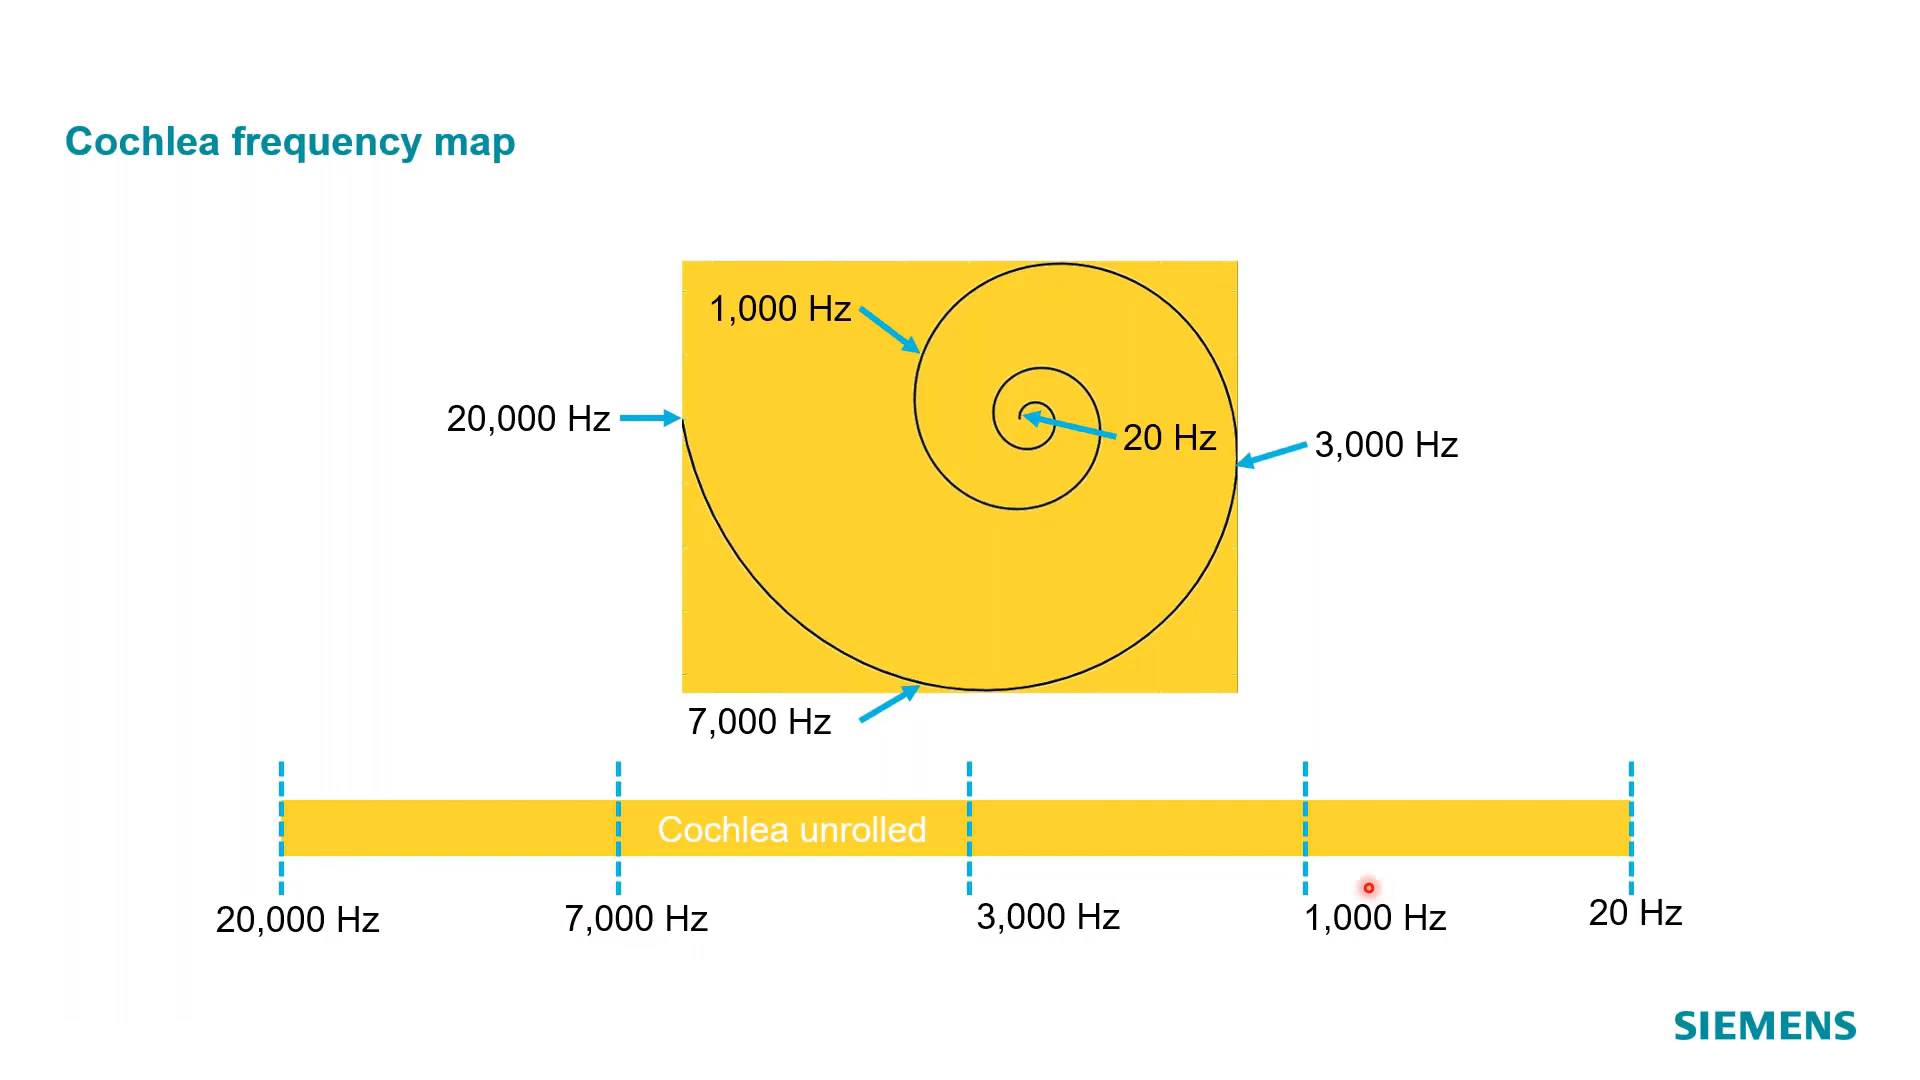 Cochlea frequency map
1,000 Hz
20,000 Hz
20 Hz
3,000 Hz
7,000 Hz
Cochlea unrolled
20,000 Hz
7,000 Hz
3,000 Hz
1,000 Hz
20 Hz
SIEMENS